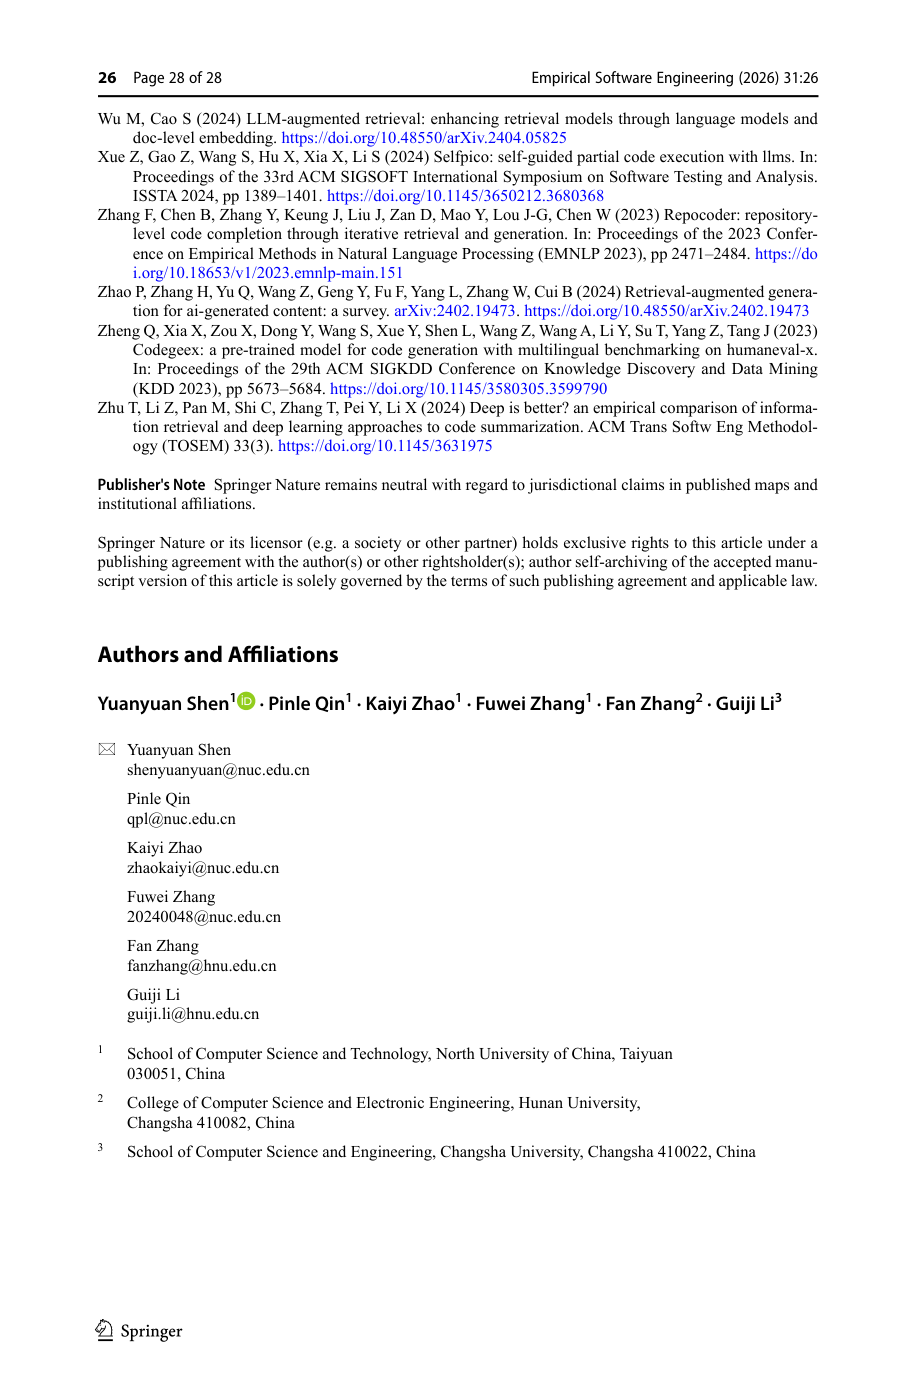 26 Page 28 of 28
Empirical Software Engineering (2026) 31:26
Wu M, Cao S (2024) LLM-augmented retrieval: enhancing retrieval models through language models and
doc-level embedding. https://doi.org/10.48550/arXiv.2404.05825
Xue Z, Gao Z, Wang S, Hu X, Xia X, Li S (2024) Selfpico: self-guided partial code execution with llms. In:
Proceedings of the 33rd ACM SIGSOFT International Symposium on Software Testing and Analysis.
ISSTA 2024, pp 1389–1401. https://doi.org/10.1145/3650212.3680368
Zhang F, Chen B, Zhang Y, Keung J, Liu J, Zan D, Mao Y, Lou J-G, Chen W (2023) Repocoder: repository-
level code completion through iterative retrieval and generation. In: Proceedings of the 2023 Confer-
ence on Empirical Methods in Natural Language Processing (EMNLP 2023), pp 2471–2484. https://do
i.org/10.18653/v1/2023.emnlp-main.151
Zhao P, Zhang H, Yu Q, Wang Z, Geng Y, Fu F, Yang L, Zhang W, Cui B (2024) Retrieval-augmented genera-
tion for ai-generated content: a survey. arXiv:2402.19473. https://doi.org/10.48550/arXiv.2402.19473
Zheng Q, Xia X, Zou X, Dong Y, Wang S, Xue Y, Shen L, Wang Z, Wang A, Li Y, Su T, Yang Z, Tang J (2023)
Codegeex: a pre-trained model for code generation with multilingual benchmarking on humaneval-x.
In: Proceedings of the 29th ACM SIGKDD Conference on Knowledge Discovery and Data Mining
(KDD 2023), pp 5673–5684. https://doi.org/10.1145/3580305.3599790
Zhu T, Li Z, Pan M, Shi C, Zhang T, Pei Y, Li X (2024) Deep is better? an empirical comparison of informa-
tion retrieval and deep learning approaches to code summarization. ACM Trans Softw Eng Methodol-
ogy (TOSEM) 33(3). https://doi.org/10.1145/3631975
Publisher's Note Springer Nature remains neutral with regard to jurisdictional claims in published maps and
institutional affiliations.
Springer Nature or its licensor (e.g. a society or other partner) holds exclusive rights to this article under a
publishing agreement with the author(s) or other rightsholder(s); author self-archiving of the accepted manu-
script version of this article is solely governed by the terms of such publishing agreement and applicable law.
Authors and Affiliations
Yuanyuan Shen¹ iD · Pinle Qin¹ · Kaiyi Zhao¹ · Fuwei Zhang¹ · Fan Zhang² · Guiji Li³
Yuanyuan Shen
shenyuanyuan@nuc.edu.cn
Pinle Qin
qpl@nuc.edu.cn
Kaiyi Zhao
zhaokaiyi@nuc.edu.cn
Fuwei Zhang
20240048@nuc.edu.cn
Fan Zhang
fanzhang@hnu.edu.cn
Guiji Li
guiji.li@hnu.edu.cn
1 School of Computer Science and Technology, North University of China, Taiyuan
030051, China
2 College of Computer Science and Electronic Engineering, Hunan University,
Changsha 410082, China
3 School of Computer Science and Engineering, Changsha University, Changsha 410022, China
Springer